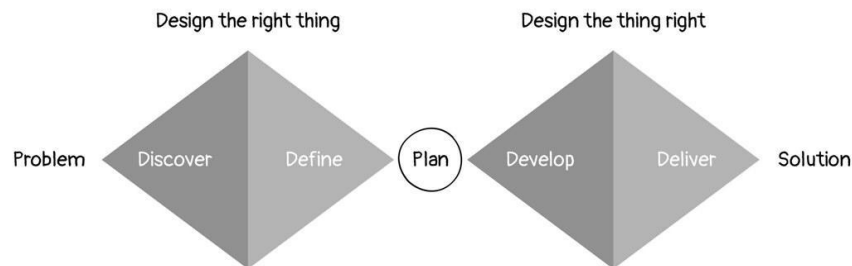 Design the right thing
Design the thing right
Problem
Discover
Define
Plan
Develop
Deliver
Solution